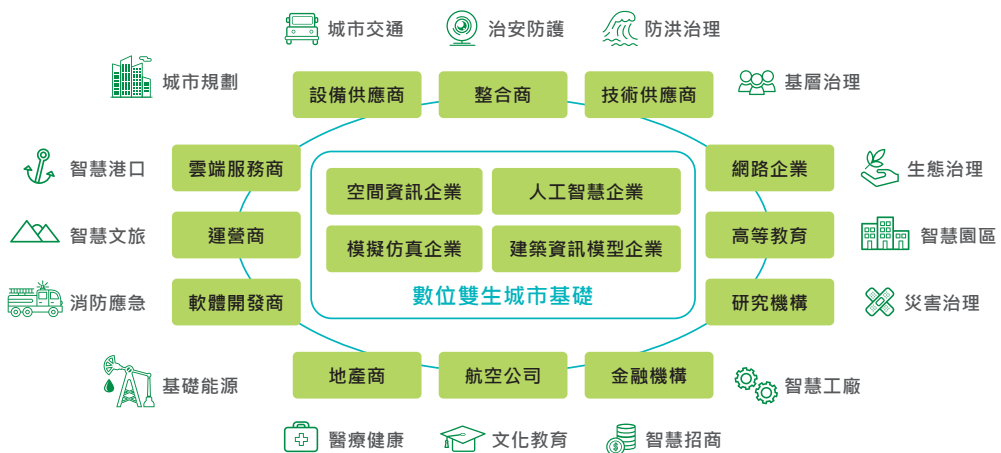 城市交通
治安防護
防洪治理
城市規劃
基層治理
設備供應商
整合商
技術供應商
智慧港口
雲端服務商
網路企業
生態治理
空間資訊企業
人工智慧企業
智慧文旅
運營商
高等教育
智慧園區
模擬仿真企業
建築資訊模型企業
數位雙生城市基礎
消防應急
軟體開發商
研究機構
災害治理
基礎能源
地產商
航空公司
金融機構
智慧工廠
醫療健康
文化教育
智慧招商